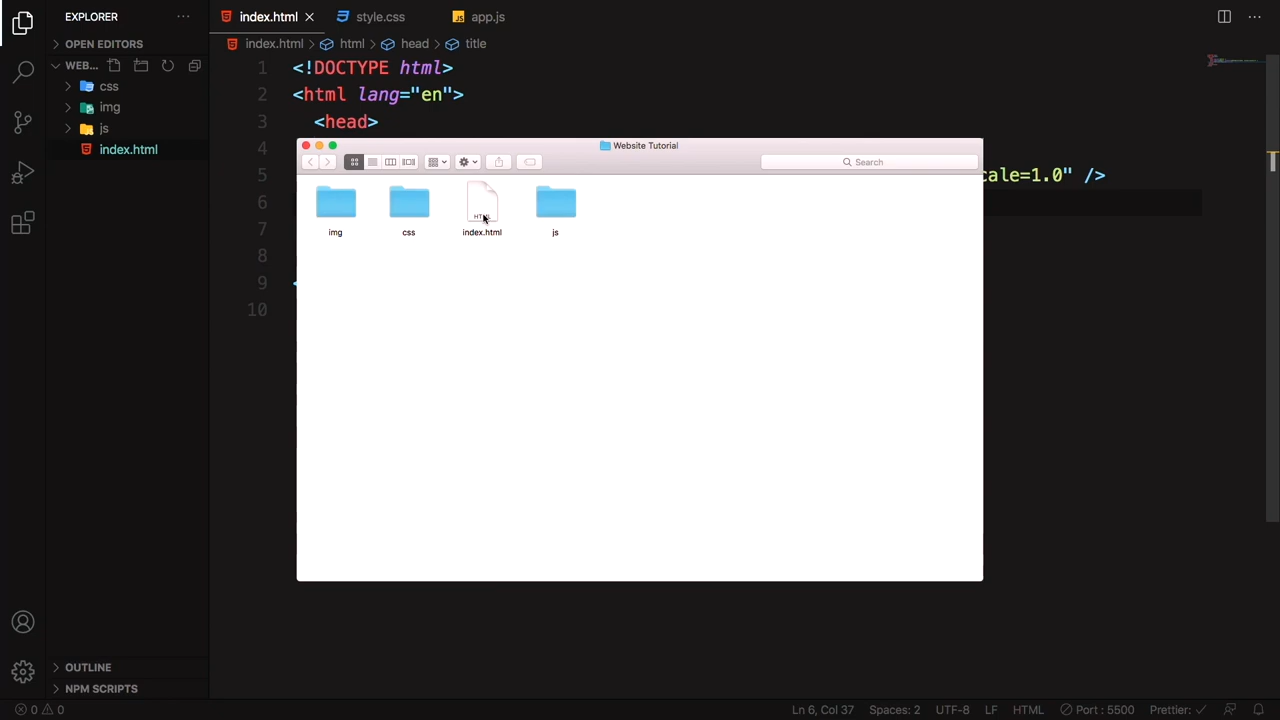 EXPLORER
index.html
style.css
app.js
OPEN EDITORS
index.html > html > head > title
WEB...
css
img
js
index.html
1 <!DOCTYPE html>
2 <html lang="en">
3 <head>
4
5 cale=1.0" />
6
7
8
9 <
10
Website Tutorial
Search
HTML
img
css
index.html
js
OUTLINE
NPM SCRIPTS
0 0
Ln 6, Col 37
Spaces: 2
UTF-8
LF
HTML
Port : 5500
Prettier: